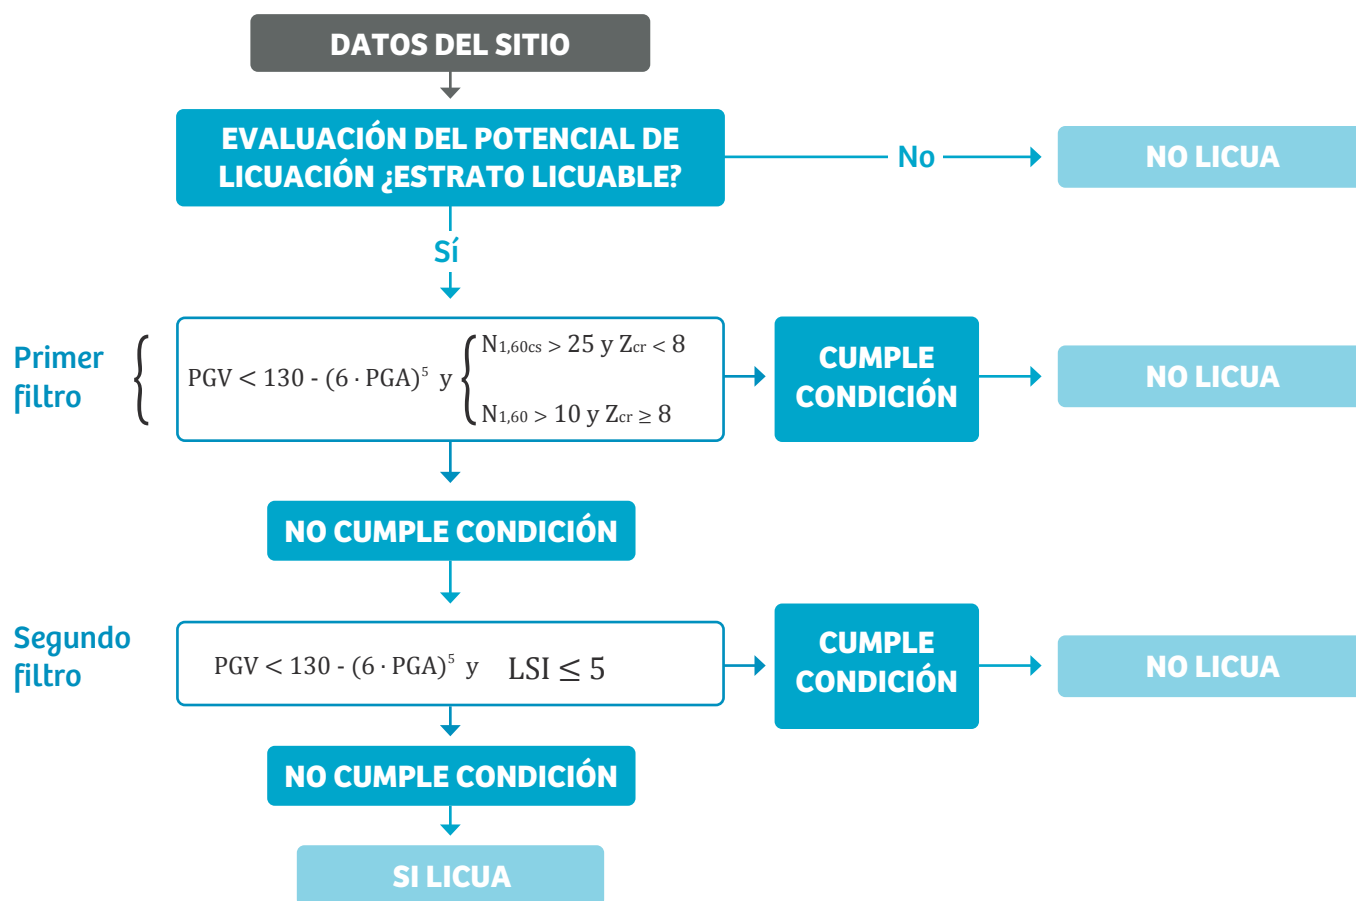 DATOS DEL SITIO
EVALUACIÓN DEL POTENCIAL DE
LICUACIÓN ¿ESTRATO LICUABLE?
No
NO LICUA
Sí
Primer
filtro
PGV < 130 - (6 · PGA)⁵ y
N1,60cs > 25 y Zcr < 8
N1,60 > 10 y Zcr ≥ 8
CUMPLE
CONDICIÓN
NO LICUA
NO CUMPLE CONDICIÓN
Segundo
filtro
PGV < 130 - (6 · PGA)⁵ y LSI ≤ 5
CUMPLE
CONDICIÓN
NO LICUA
NO CUMPLE CONDICIÓN
SI LICUA